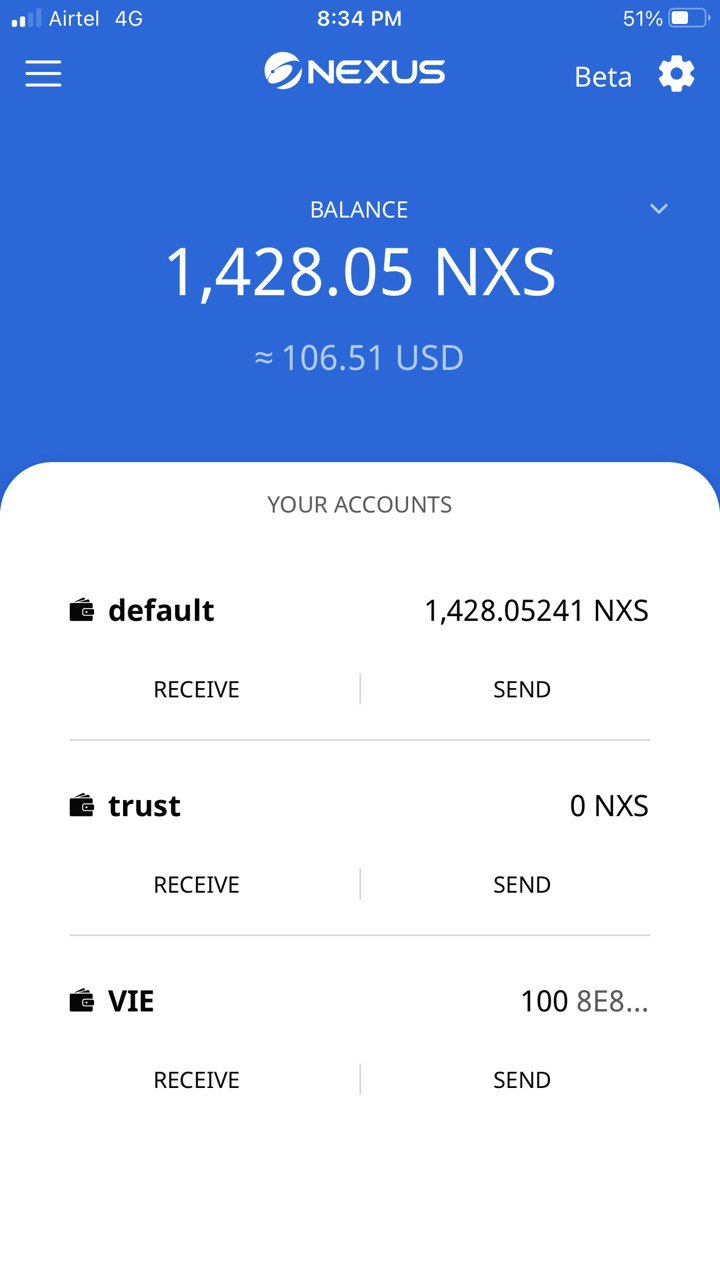 Airtel 4G 8:34 PM 51%
NEXUS Beta
BALANCE
1,428.05 NXS
≈ 106.51 USD
YOUR ACCOUNTS
default 1,428.05241 NXS
RECEIVE SEND
trust 0 NXS
RECEIVE SEND
VIE 100 8E8...
RECEIVE SEND